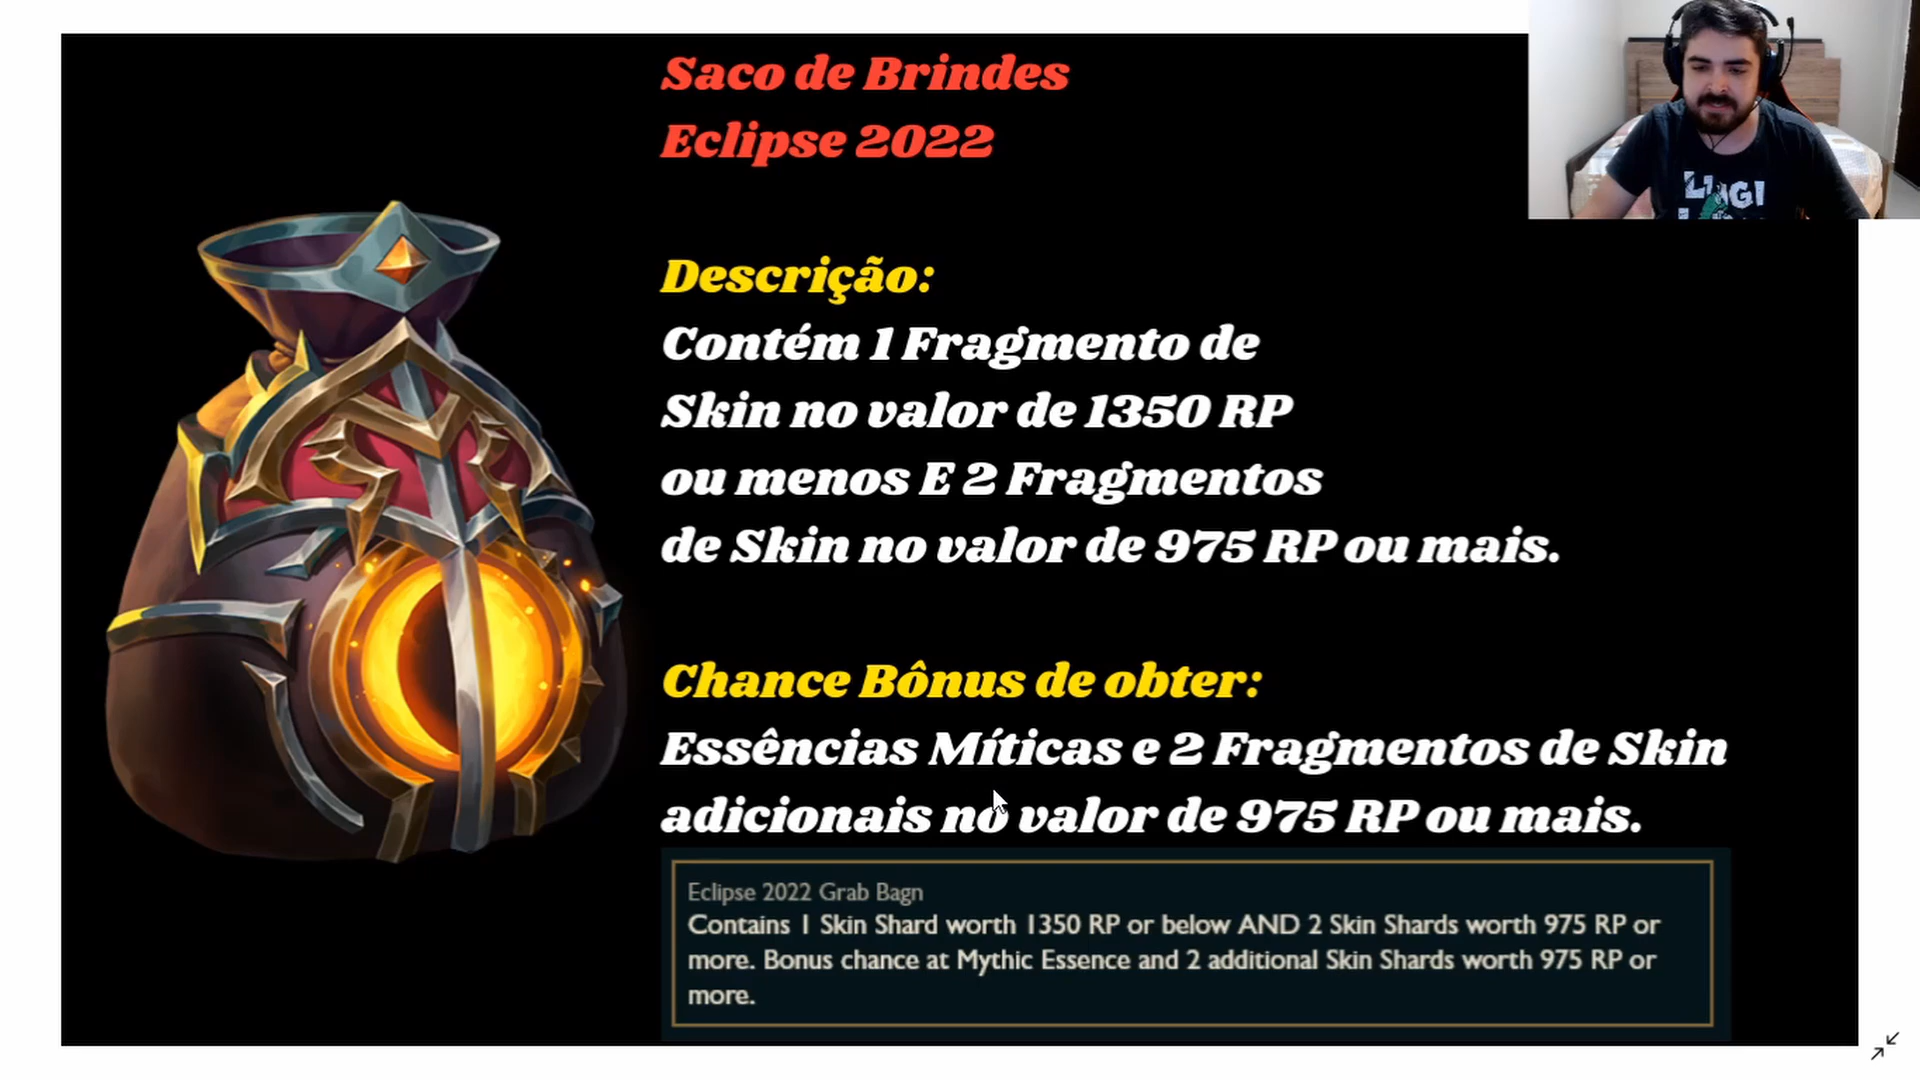 Saco de Brindes
Eclipse 2022
Descrição:
Contém 1 Fragmento de
Skin no valor de 1350 RP
ou menos E 2 Fragmentos
de Skin no valor de 975 RP ou mais.
Chance Bônus de obter:
Essências Míticas e 2 Fragmentos de Skin
adicionais no valor de 975 RP ou mais.
Eclipse 2022 Grab Bagn
Contains 1 Skin Shard worth 1350 RP or below AND 2 Skin Shards worth 975 RP or
more. Bonus chance at Mythic Essence and 2 additional Skin Shards worth 975 RP or
more.